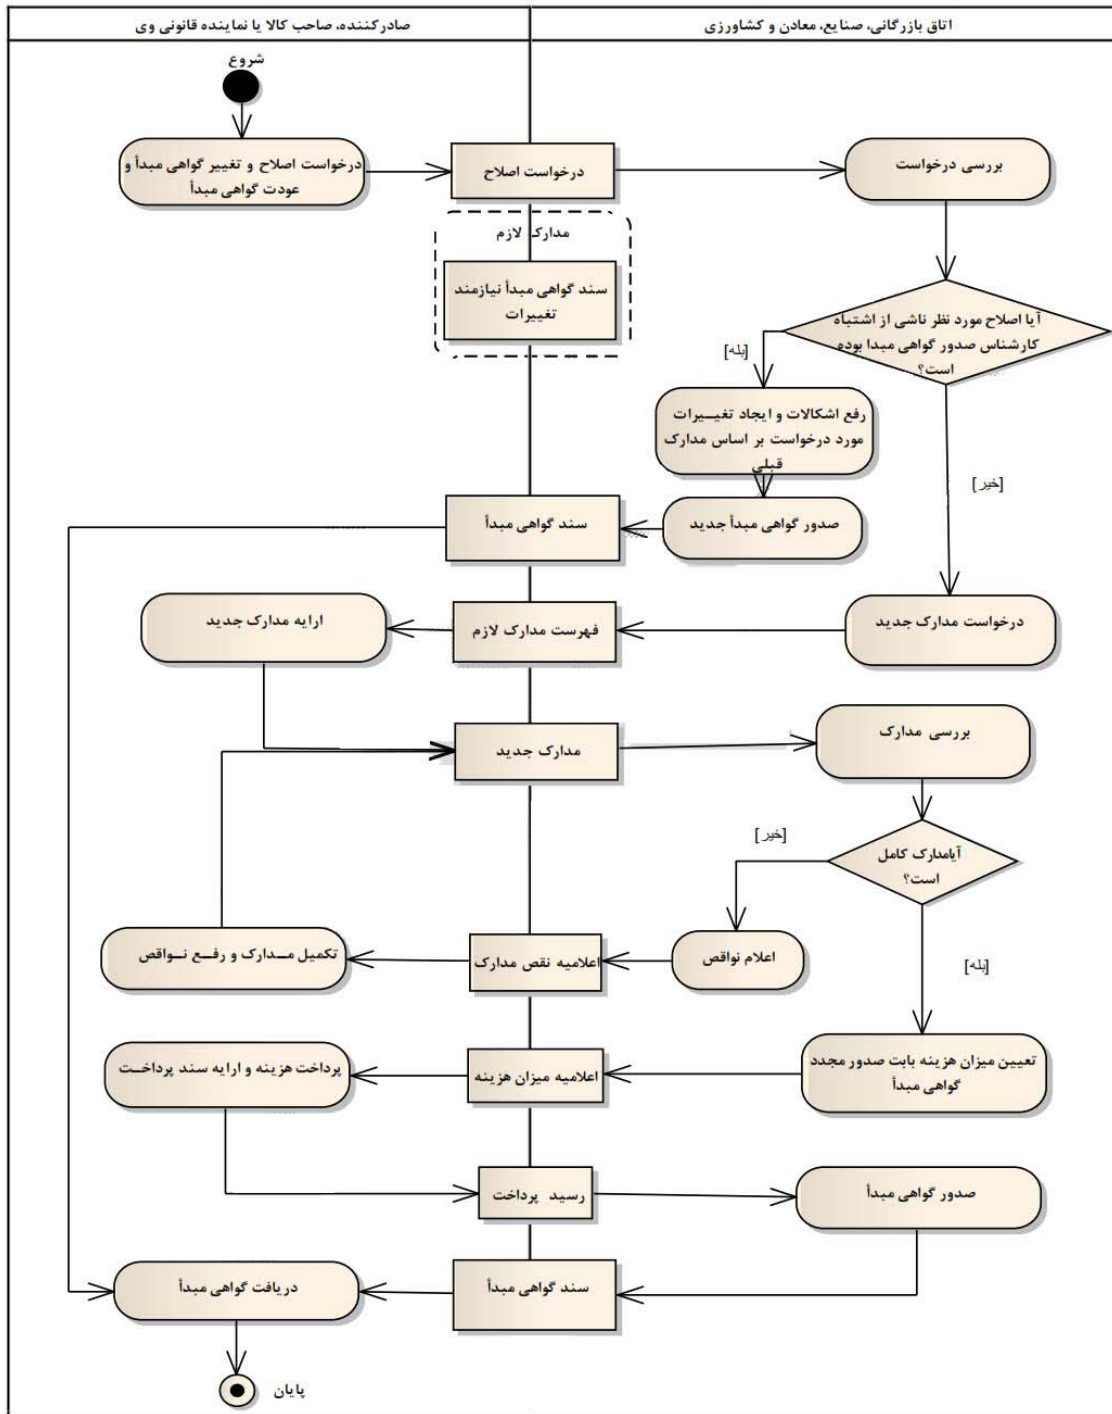 اتاق بازرگانی، صنایع، معادن و کشاورزی
صادرکننده، صاحب کالا یا نماینده قانونی وی
شروع
درخواست اصلاح و تغییر گواهی مبدأ و
عودت گواهی مبدأ
درخواست اصلاح
بررسی درخواست
مدارک لازم
سند گواهی مبدأ نیازمند
تغییرات
آیا اصلاح مورد نظر ناشی از اشتباه
کارشناس صدور گواهی مبدا بوده
است؟
[بله]
رفع اشکالات و ایجاد تغییرات
مورد درخواست بر اساس مدارک
قبلی
[خیر]
صدور گواهی مبدأ جدید
سند گواهی مبدأ
درخواست مدارک جدید
فهرست مدارک لازم
ارایه مدارک جدید
مدارک جدید
بررسی مدارک
آیامدارک کامل
است؟
[خیر]
اعلام نواقص
اعلامیه نقص مدارک
تکمیل مدارک و رفع نواقص
[بله]
تعیین میزان هزینه بابت صدور مجدد
گواهی مبدأ
اعلامیه میزان هزینه
پرداخت هزینه و ارایه سند پرداخت
رسید پرداخت
صدور گواهی مبدأ
سند گواهی مبدأ
دریافت گواهی مبدأ
پایان